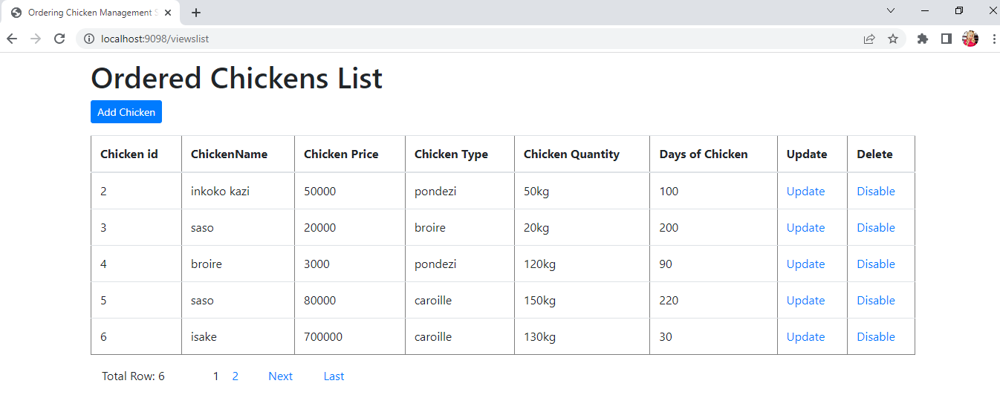 Ordering Chicken Management S
localhost:9098/viewslist
Ordered Chickens List
Add Chicken
Chicken id ChickenName Chicken Price Chicken Type Chicken Quantity Days of Chicken Update Delete
2 inkoko kazi 50000 pondezi 50kg 100 Update Disable
3 saso 20000 broire 20kg 200 Update Disable
4 broire 3000 pondezi 120kg 90 Update Disable
5 saso 80000 caroille 150kg 220 Update Disable
6 isake 700000 caroille 130kg 30 Update Disable
Total Row: 6 1 2 Next Last